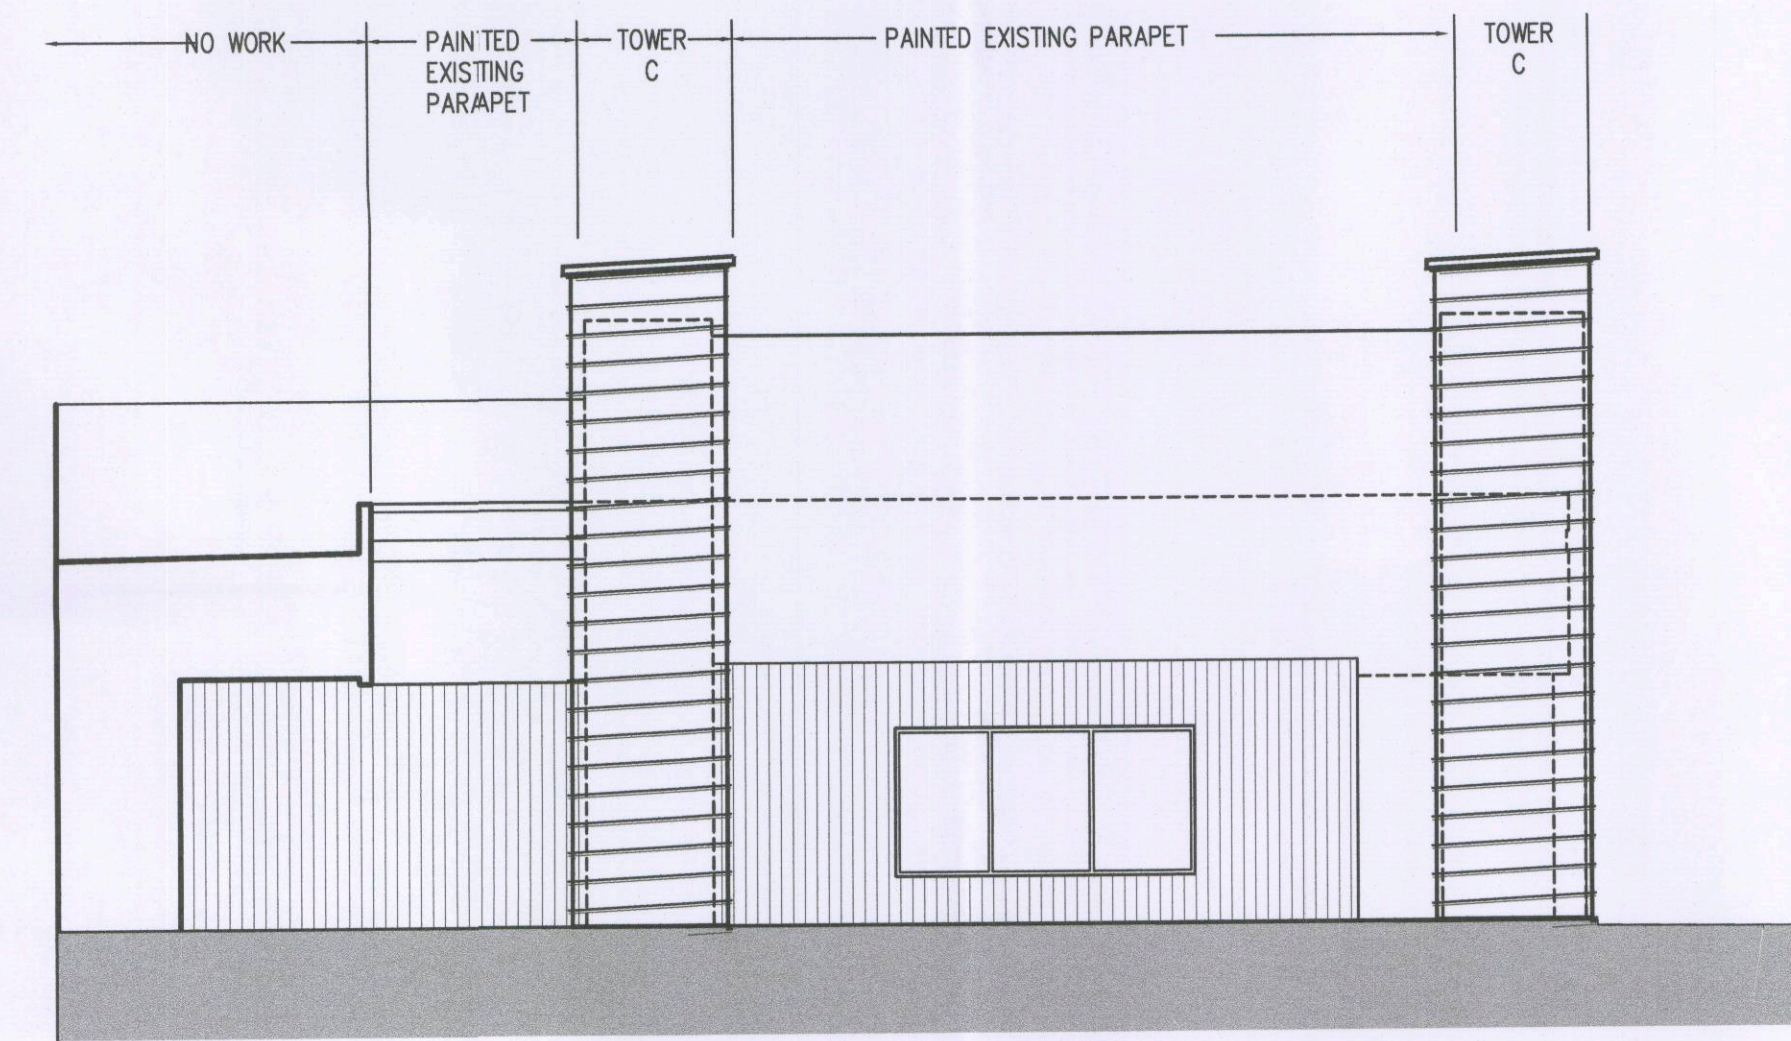 NO WORK
PAINTED
EXISTING
PARAPET
TOWER
C
PAINTED EXISTING PARAPET
TOWER
C